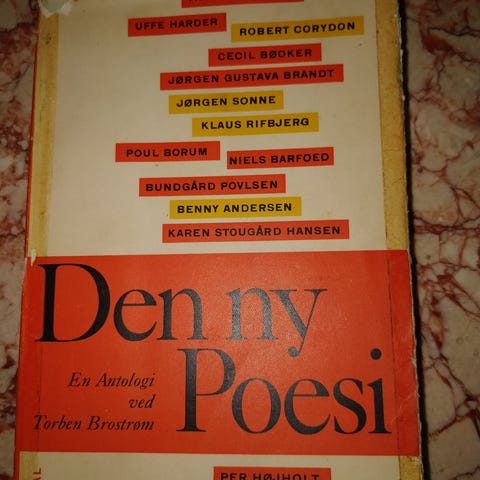 UFFE HARDER
ROBERT CORYDON
CECIL BØDKER
JØRGEN GUSTAVA BRANDT
JØRGEN SONNE
KLAUS RIFBJERG
POUL BORUM
NIELS BARFOED
BUNDGÅRD POVLSEN
BENNY ANDERSEN
KAREN STOUGÅRD HANSEN
Den ny
Poesi
En Antologi
ved
Torben Brostrøm
PER HØJHOLT